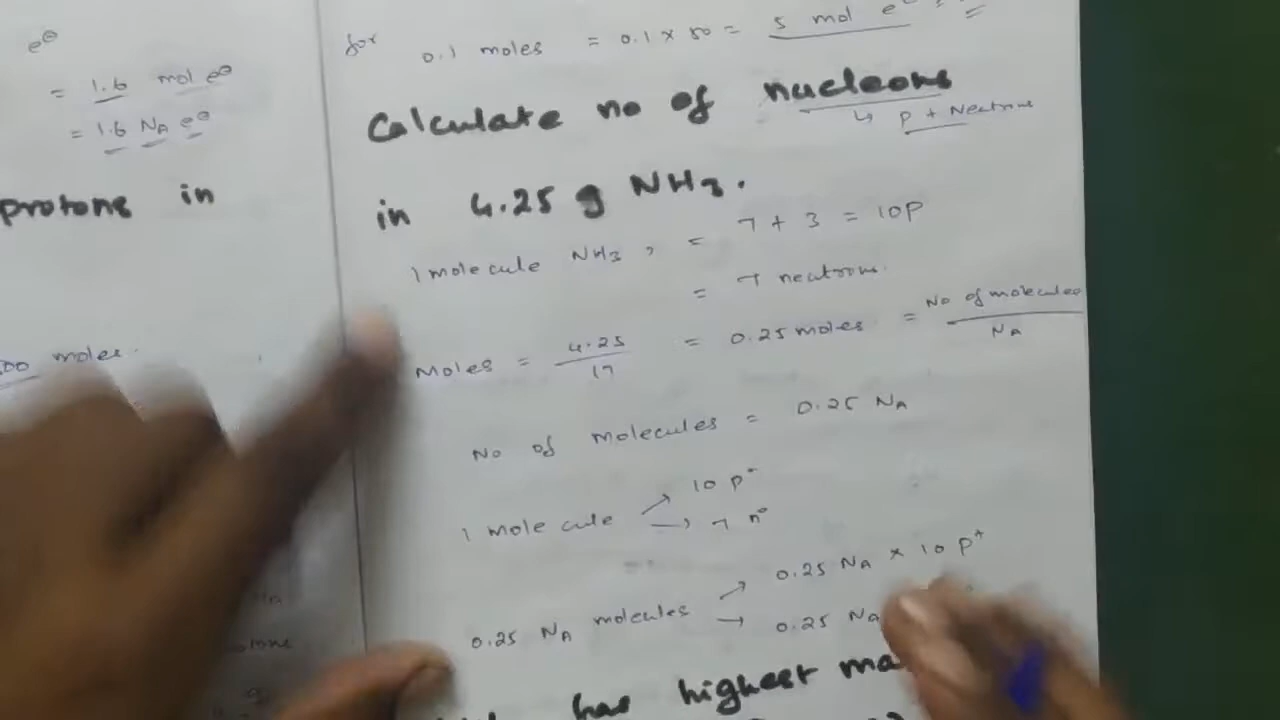 e⊖
= 1.6 mol e⊖
= 1.6 NA e⊖
protons in
00 moles.
for 0.1 moles = 0.1 × 50 = 5 mol e⊖
Calculate no of nucleons
↳ P + Neutrons
in 4.25 g NH3.
1 molecule NH3, = 7 + 3 = 10P
= 7 neutrons.
Moles = 4.25/17 = 0.25 moles = No of molecules/NA
No of molecules = 0.25 NA
1 molecule → 10 p⁺
→ 7 n⁰
0.25 NA molecules → 0.25 NA × 10 p⁺
→ 0.25 NA
has highest ma